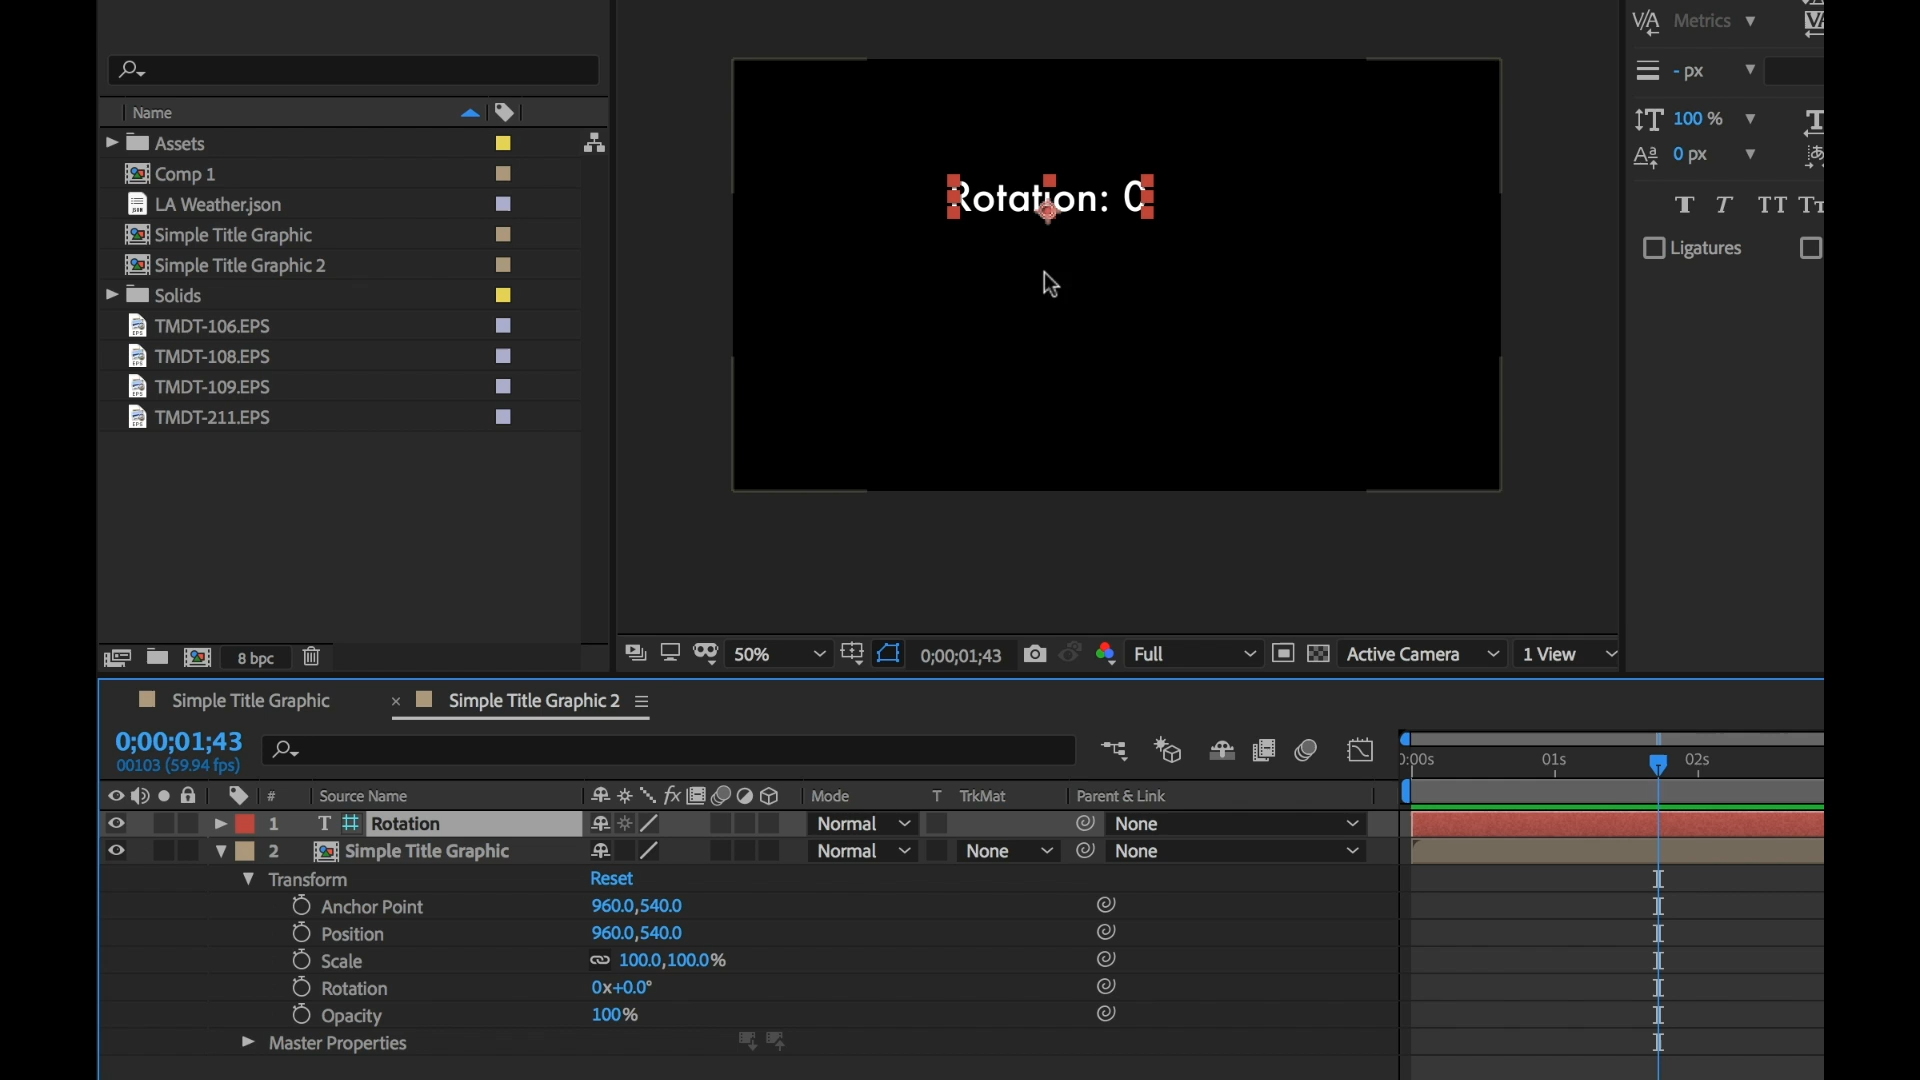 Name
Assets
Comp 1
LA Weather.json
Simple Title Graphic
Simple Title Graphic 2
Solids
TMDT-106.EPS
TMDT-108.EPS
TMDT-109.EPS
TMDT-211.EPS
8 bpc
Rotation: 0
50%
0;00;01;43
Full
Active Camera
1 View
Metrics
- px
100 %
0 px
T T TT Tт
Ligatures
Simple Title Graphic
× Simple Title Graphic 2
0;00;01;43
00103 (59.94 fps)
:00s 01s 02s
# Source Name fx Mode T TrkMat Parent & Link
1 T Rotation Normal None
2 Simple Title Graphic Normal None None
Transform Reset
Anchor Point 960.0,540.0
Position 960.0,540.0
Scale 100.0,100.0%
Rotation 0x+0.0°
Opacity 100%
Master Properties